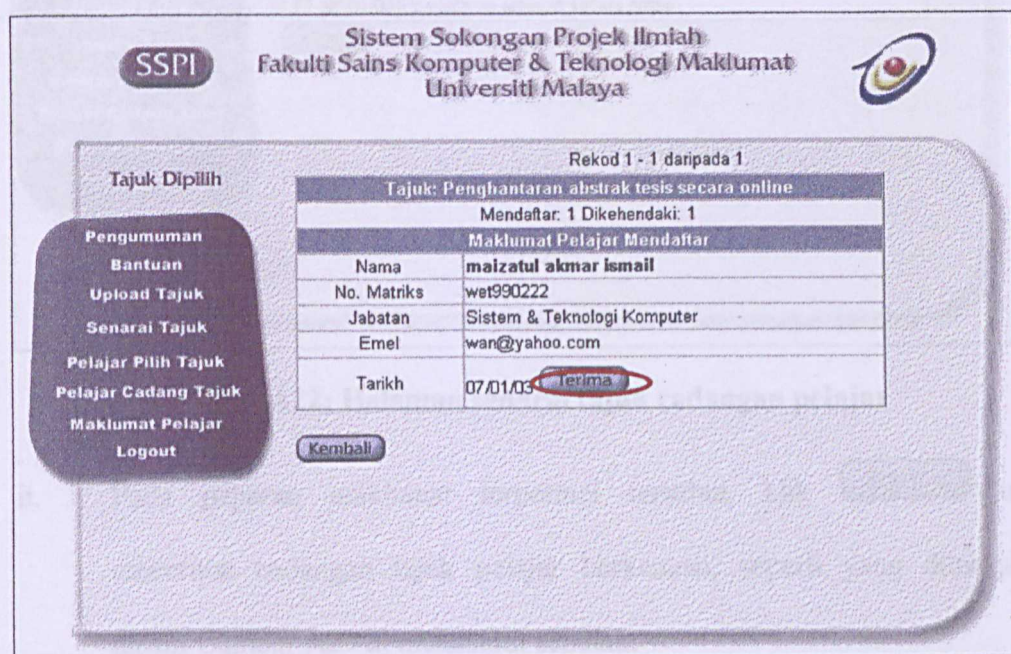 SSPI
Sistem Sokongan Projek Ilmiah
Fakulti Sains Komputer & Teknologi Maklumat
Universiti Malaya
Tajuk Dipilih
Pengumuman
Bantuan
Upload Tajuk
Senarai Tajuk
Pelajar Pilih Tajuk
Pelajar Cadang Tajuk
Maklumat Pelajar
Logout
Rekod 1 - 1 daripada 1
Tajuk: Penghantaran abstrak tesis secara online
Mendaftar: 1 Dikehendaki: 1
Maklumat Pelajar Mendaftar
Nama maizatul akmar ismail
No. Matriks wet990222
Jabatan Sistem & Teknologi Komputer
Emel wan@yahoo.com
Tarikh 07/01/03 Terima
Kembali